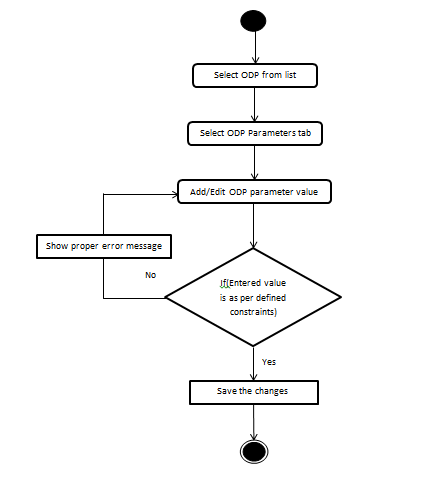 Select ODP from list
Select ODP Parameters tab
Add/Edit ODP parameter value
Show proper error message
No
If(Entered value
is as per defined
constraints)
Yes
Save the changes